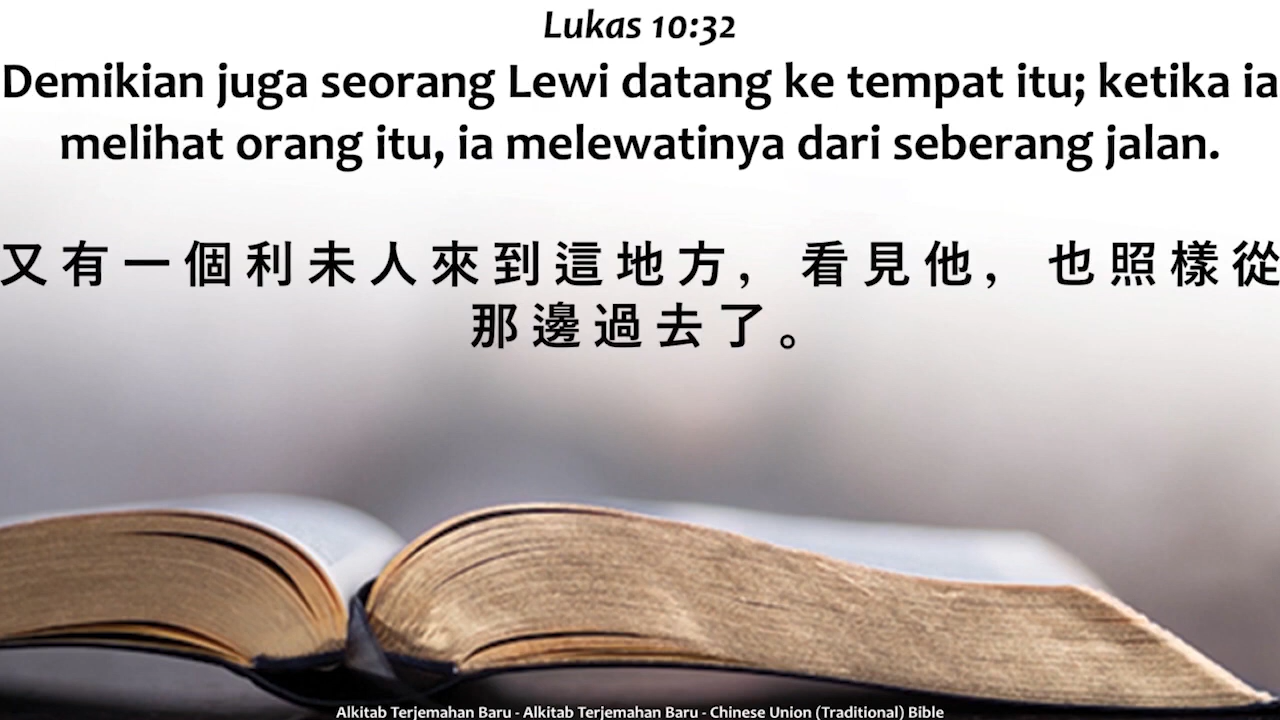 Lukas 10:32
Demikian juga seorang Lewi datang ke tempat itu; ketika ia
melihat orang itu, ia melewatinya dari seberang jalan.
又 有 一 個 利 未 人 來 到 這 地 方 ， 看 見 他 ， 也 照 樣 從
那 邊 過 去 了 。
Alkitab Terjemahan Baru - Alkitab Terjemahan Baru - Chinese Union (Traditional) Bible